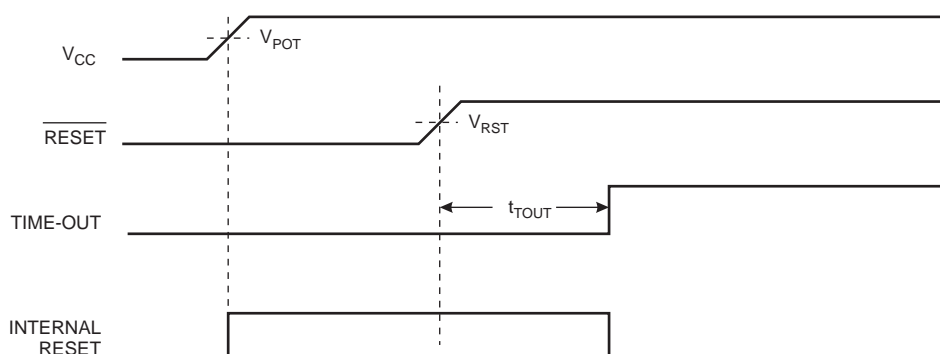 V_CC
V_POT
RESET
V_RST
TIME-OUT
t_TOUT
INTERNAL
RESET